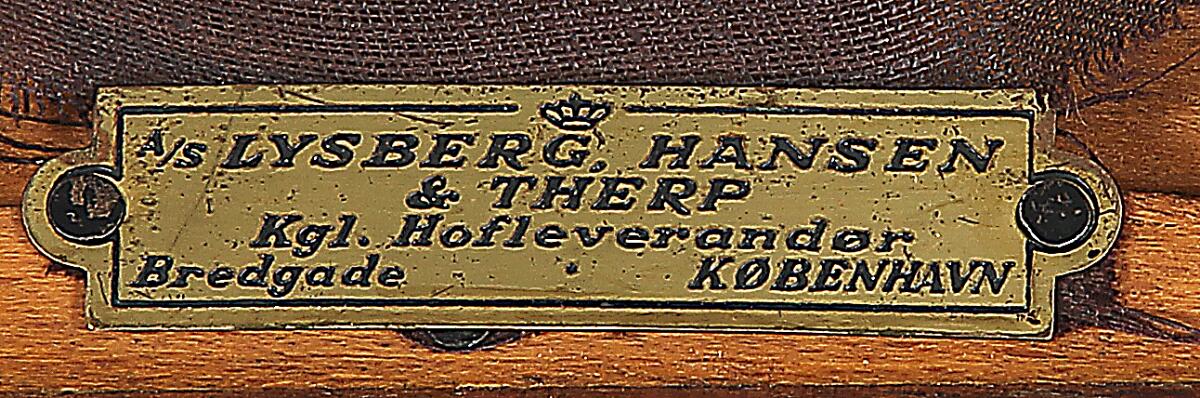 A/S LYSBERG, HANSEN
& THERP
Kgl. Hofleverandør
Bredgade KØBENHAVN